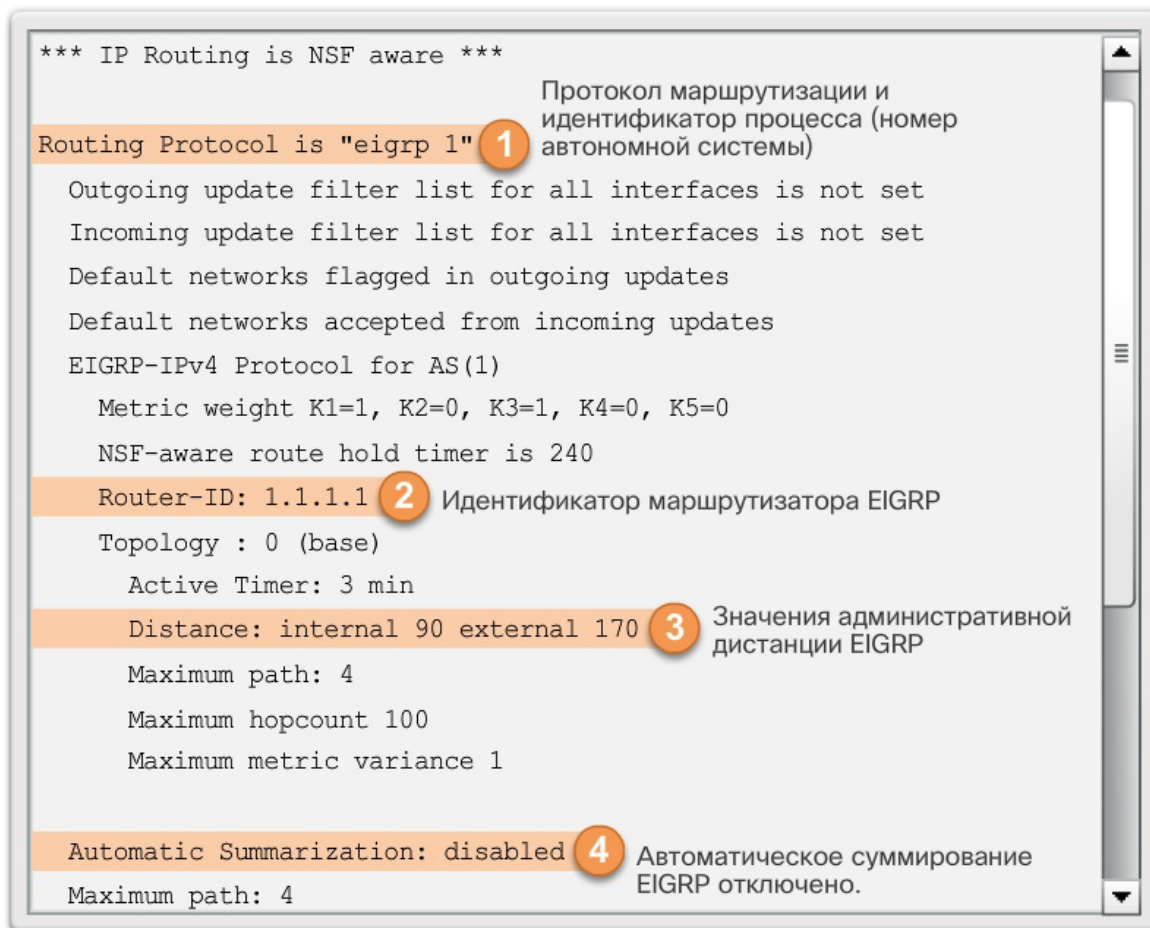 *** IP Routing is NSF aware ***
Протокол маршрутизации и
идентификатор процесса (номер
автономной системы)
Routing Protocol is "eigrp 1"
1
Outgoing update filter list for all interfaces is not set
Incoming update filter list for all interfaces is not set
Default networks flagged in outgoing updates
Default networks accepted from incoming updates
EIGRP-IPv4 Protocol for AS(1)
Metric weight K1=1, K2=0, K3=1, K4=0, K5=0
NSF-aware route hold timer is 240
Router-ID: 1.1.1.1
2
Идентификатор маршрутизатора EIGRP
Topology : 0 (base)
Active Timer: 3 min
Distance: internal 90 external 170
3
Значения административной
дистанции EIGRP
Maximum path: 4
Maximum hopcount 100
Maximum metric variance 1
Automatic Summarization: disabled
4
Автоматическое суммирование
EIGRP отключено.
Maximum path: 4